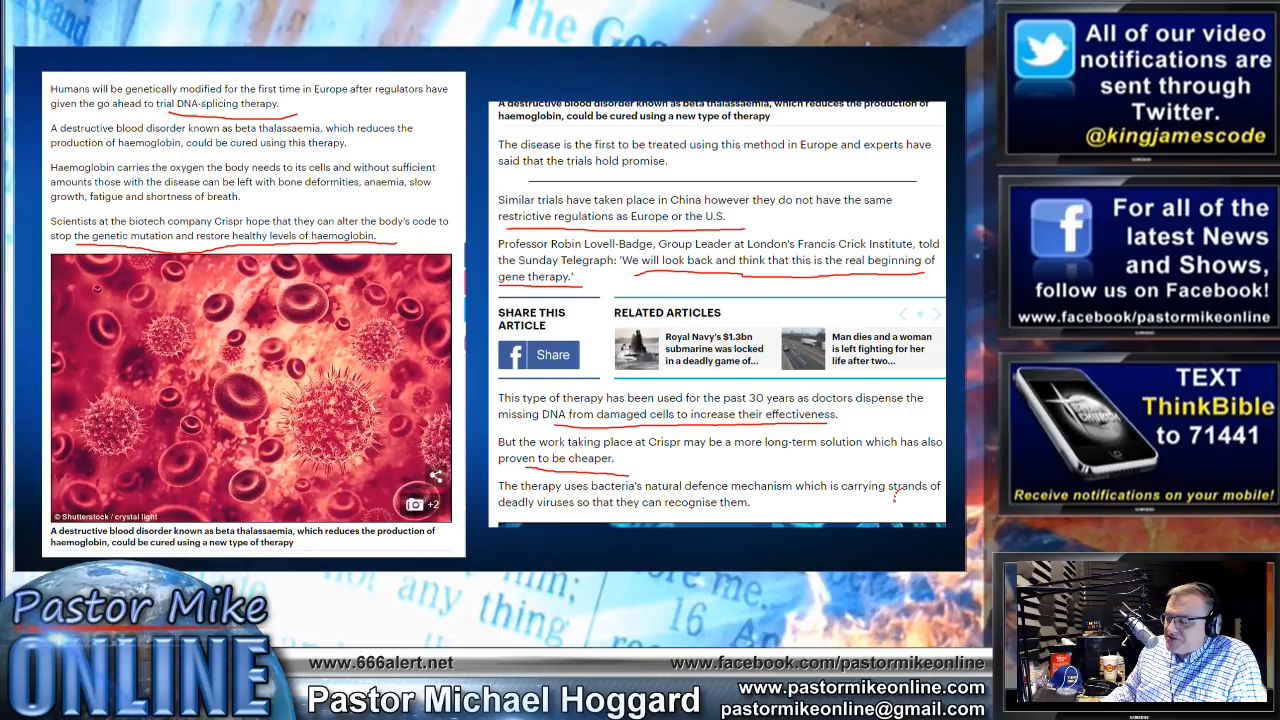 The Go
Humans will be genetically modified for the first time in Europe after regulators have
given the go ahead to trial DNA-splicing therapy.
A destructive blood disorder known as beta thalassaemia, which reduces the
production of haemoglobin, could be cured using this therapy.
Haemoglobin carries the oxygen the body needs to its cells and without sufficient
amounts those with the disease can be left with bone deformities, anaemia, slow
growth, fatigue and shortness of breath.
Scientists at the biotech company Crispr hope that they can alter the body's code to
stop the genetic mutation and restore healthy levels of haemoglobin.
+2
© Shutterstock / crystal light
A destructive blood disorder known as beta thalassaemia, which reduces the production of
haemoglobin, could be cured using a new type of therapy
A destructive blood disorder known as beta thalassaemia, which reduces the production of
haemoglobin, could be cured using a new type of therapy
The disease is the first to be treated using this method in Europe and experts have
said that the trials hold promise.
Similar trials have taken place in China however they do not have the same
restrictive regulations as Europe or the U.S.
Professor Robin Lovell-Badge, Group Leader at London's Francis Crick Institute, told
the Sunday Telegraph: 'We will look back and think that this is the real beginning of
gene therapy.'
SHARE THIS
ARTICLE
f Share
RELATED ARTICLES
Royal Navy's $1.3bn
submarine was locked
in a deadly game of...
Man dies and a woman
is left fighting for her
life after two...
This type of therapy has been used for the past 30 years as doctors dispense the
missing DNA from damaged cells to increase their effectiveness.
But the work taking place at Crispr may be a more long-term solution which has also
proven to be cheaper.
The therapy uses bacteria's natural defence mechanism which is carrying strands of
deadly viruses so that they can recognise them.
All of our video
notifications are
sent through
Twitter.
@kingjamescode
For all of the
latest News
and Shows,
follow us on Facebook!
www.facebook/pastormikeonline
TEXT
ThinkBible
to 71441
Receive notifications on your mobile!
not any thing
16
Pastor Mike
ONLINE
www.666alert.net
www.facebook.com/pastormikeonline
Pastor Michael Hoggard
www.pastormikeonline.com
pastormikeonline@gmail.com